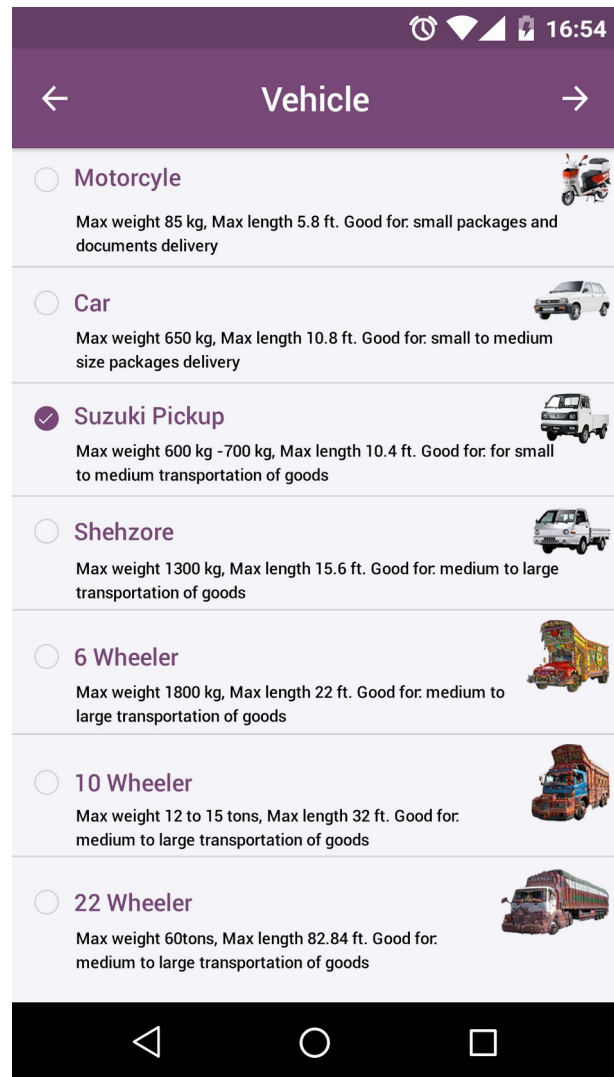 16:54
Vehicle
Motorcyle
Max weight 85 kg, Max length 5.8 ft. Good for: small packages and
documents delivery
Car
Max weight 650 kg, Max length 10.8 ft. Good for: small to medium
size packages delivery
Suzuki Pickup
Max weight 600 kg -700 kg, Max length 10.4 ft. Good for: for small
to medium transportation of goods
Shehzore
Max weight 1300 kg, Max length 15.6 ft. Good for: medium to large
transportation of goods
6 Wheeler
Max weight 1800 kg, Max length 22 ft. Good for: medium to
large transportation of goods
10 Wheeler
Max weight 12 to 15 tons, Max length 32 ft. Good for:
medium to large transportation of goods
22 Wheeler
Max weight 60tons, Max length 82.84 ft. Good for:
medium to large transportation of goods